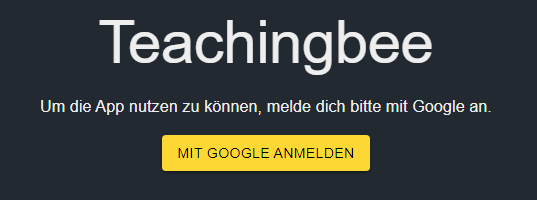 Teachingbee
Um die App nutzen zu können, melde dich bitte mit Google an.
MIT GOOGLE ANMELDEN